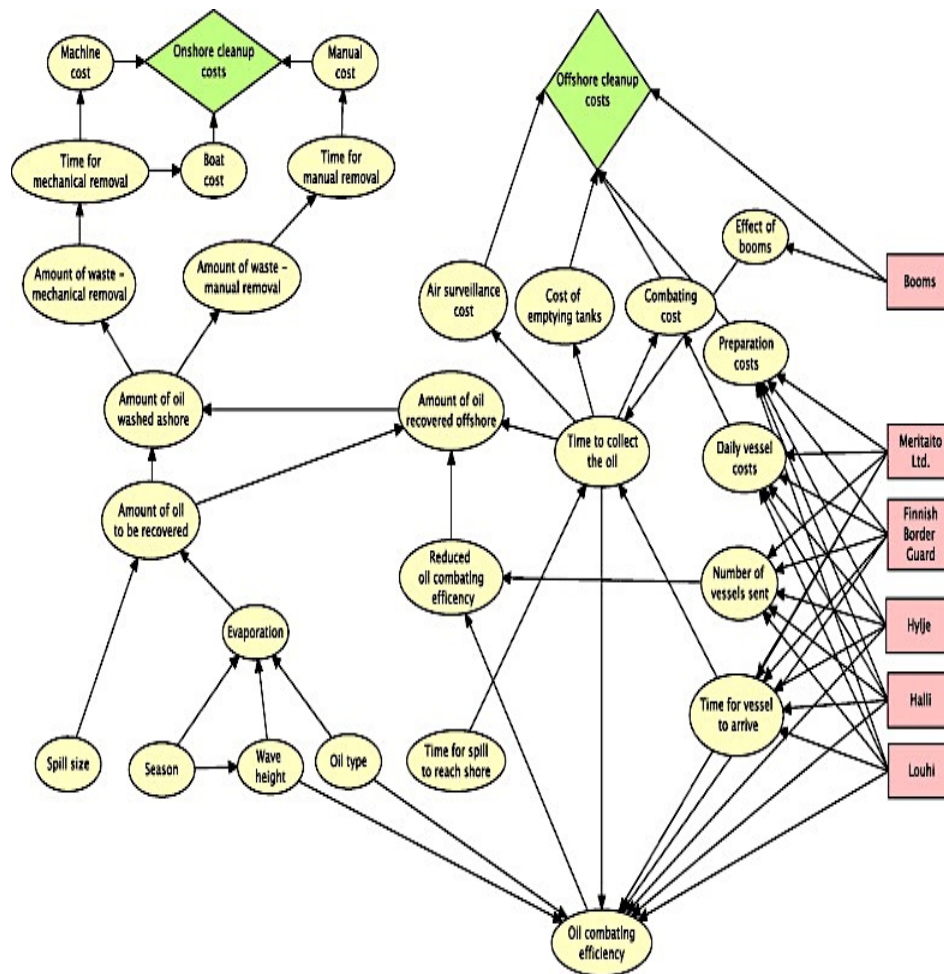 Machine
cost
Onshore cleanup
costs
Manual
cost
Offshore cleanup
costs
Time for
mechanical removal
Boat
cost
Time for
manual removal
Effect of
booms
Amount of waste –
mechanical removal
Amount of waste –
manual removal
Air surveillance
cost
Cost of
emptying tanks
Combating
cost
Booms
Preparation
costs
Amount of oil
washed ashore
Amount of oil
recovered offshore
Time to collect
the oil
Daily vessel
costs
Meritaito
Ltd.
Amount of oil
to be recovered
Finnish
Border
Guard
Reduced
oil combating
efficency
Number of
vessels sent
Evaporation
Hylje
Time for vessel
to arrive
Halli
Spill size
Season
Wave
height
Oil type
Time for spill
to reach shore
Louhi
Oil combating
efficiency